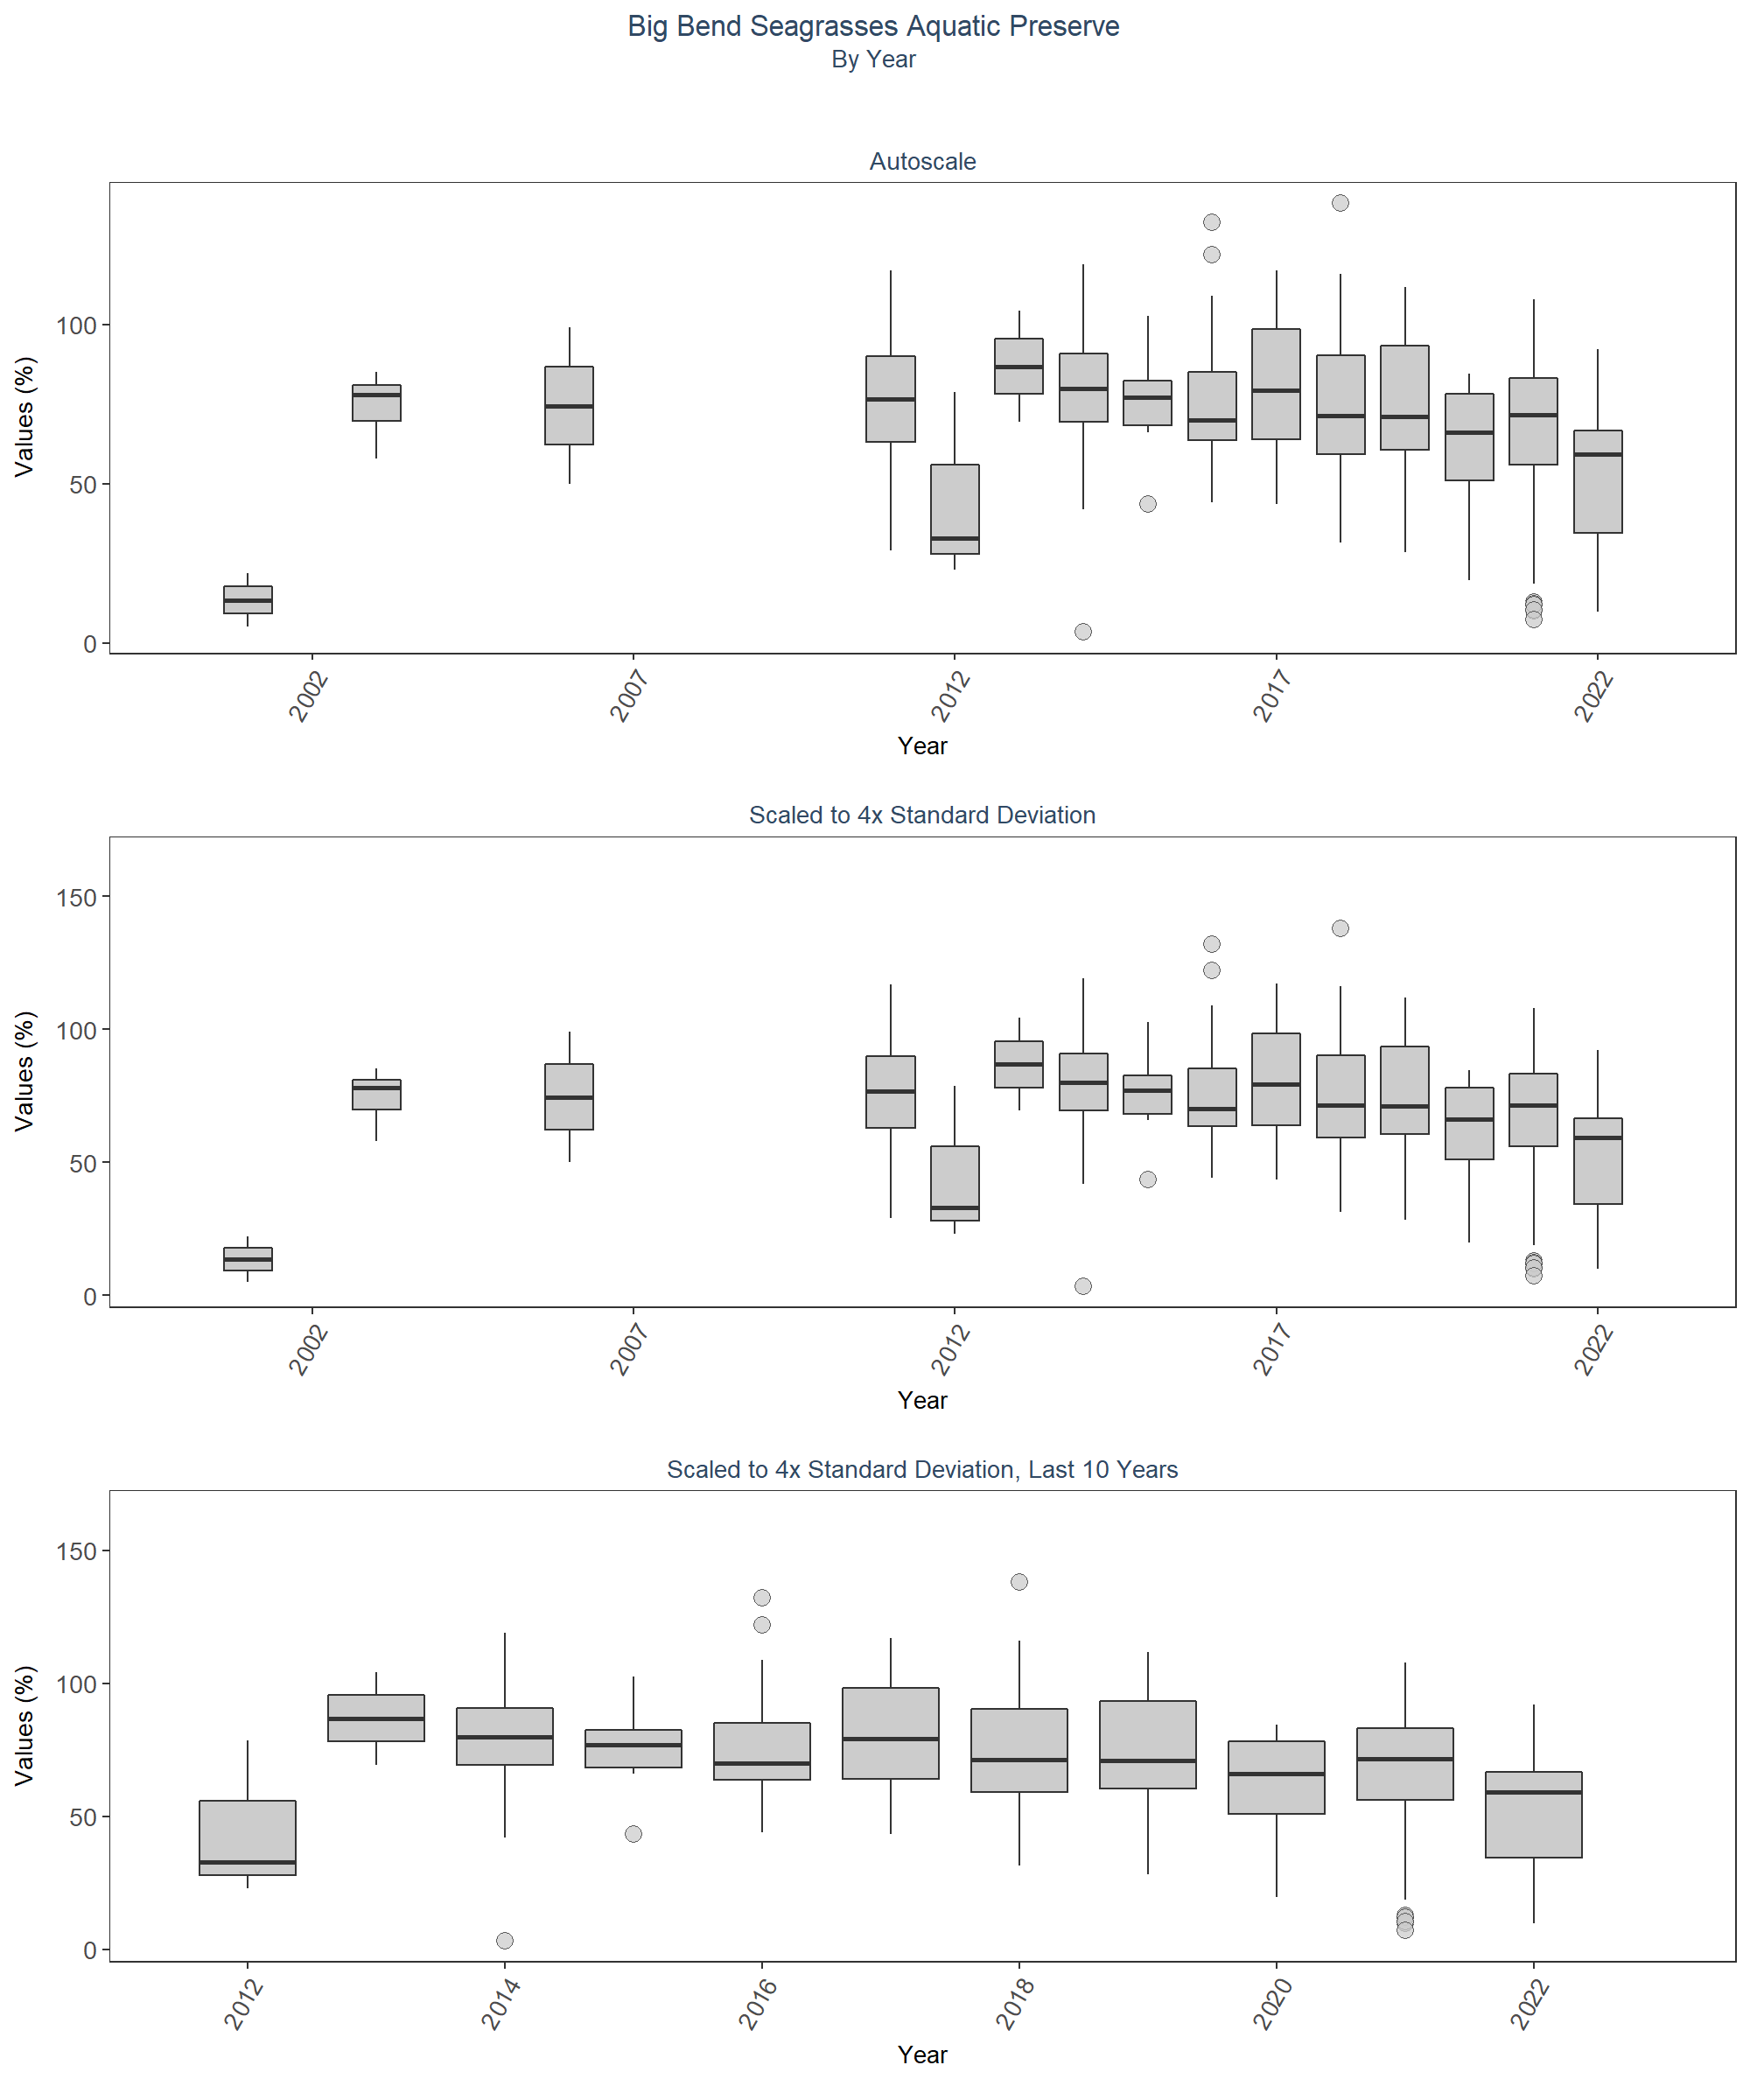 Big Bend Seagrasses Aquatic Preserve
By Year
Autoscale
Values (%)
100
50
0
2002
2007
2012
2017
2022
Year
Scaled to 4x Standard Deviation
Values (%)
150
100
50
0
2002
2007
2012
2017
2022
Year
Scaled to 4x Standard Deviation, Last 10 Years
Values (%)
150
100
50
0
2012
2014
2016
2018
2020
2022
Year